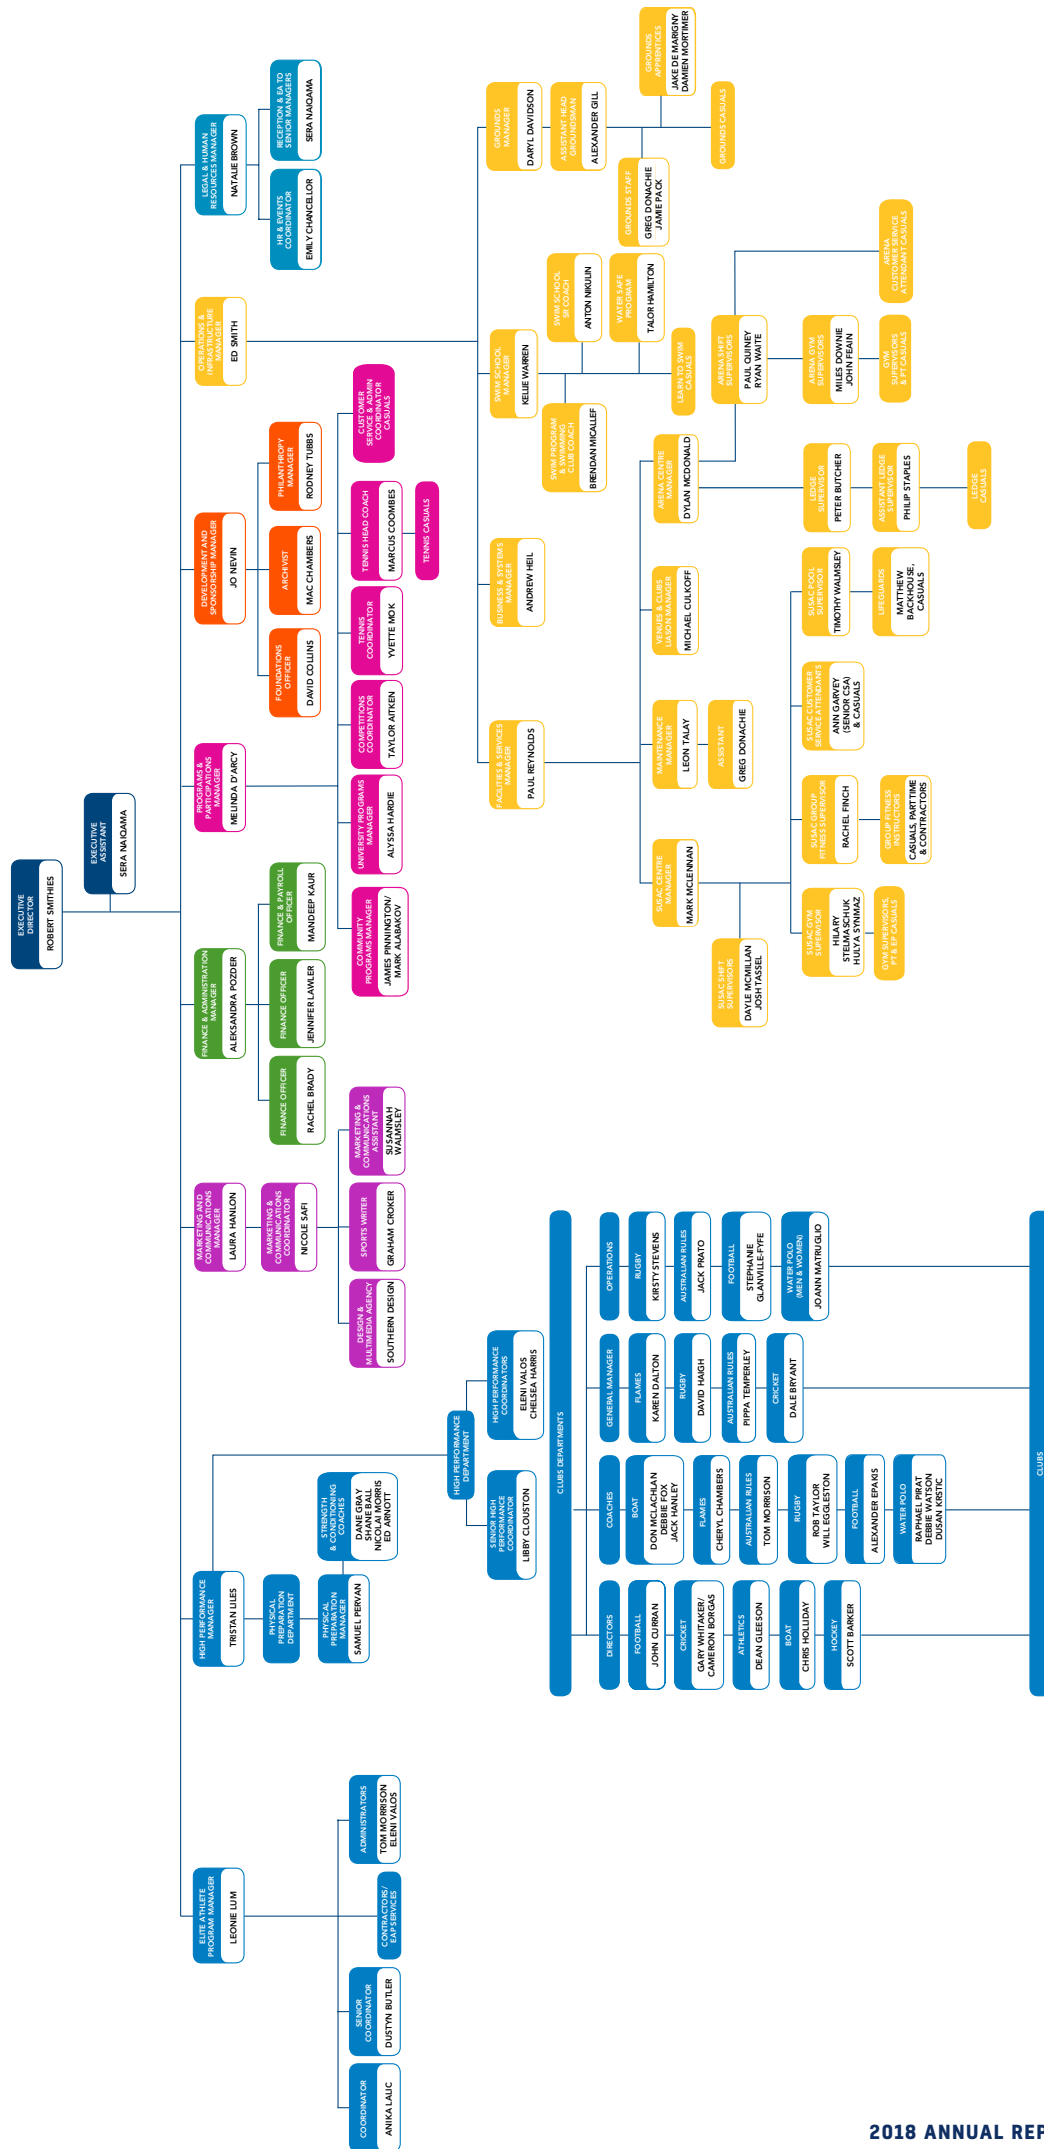 EXECUTIVE
DIRECTOR
ROBERT SMITHIES
EXECUTIVE
ASSISTANT
SERA NAIQAMA
ELITE ATHLETE
PROGRAM MANAGER
LEONIE LUM
COORDINATOR
ANIKA LALIC
SENIOR
COORDINATOR
DUSTYN BUTLER
CONTRACTORS/
EAP SERVICES
ADMINISTRATORS
TOM MORRISON
ELENI VALOS
HIGH PERFORMANCE
MANAGER
TRISTAN LILES
PHYSICAL
PREPARATION
DEPARTMENT
PHYSICAL
PREPARATION
MANAGER
SAMUEL PERVAN
STRENGTH
& CONDITIONING
COACHES
DANE GRAY
SHANE BALL
NICOLAI MORRIS
ED ARNOTT
HIGH PERFORMANCE
DEPARTMENT
SENIOR HIGH
PERFORMANCE
COORDINATOR
LIBBY CLOUSTON
HIGH PERFORMANCE
COORDINATORS
ELENI VALOS
CHELSEA HARRIS
CLUBS DEPARTMENTS
DIRECTORS
FOOTBALL
JOHN CURRAN
CRICKET
GARY WHITAKER/
CAMERON BORGAS
ATHLETICS
DEAN GLEESON
BOAT
CHRIS HOLLIDAY
HOCKEY
SCOTT BARKER
COACHES
BOAT
DON MCLACHLAN
DEBBIE FOX
JACK HANLEY
FLAMES
CHERYL CHAMBERS
AUSTRALIAN RULES
TOM MORRISON
RUGBY
ROB TAYLOR
WILL EGGLESTON
FOOTBALL
ALEXANDER EPAKIS
WATER POLO
RAPHAEL PIRAT
DEBBIE WATSON
DUSAN KRSTIC
GENERAL MANAGER
FLAMES
KAREN DALTON
RUGBY
DAVID HAIGH
AUSTRALIAN RULES
PIPPA TEMPERLEY
CRICKET
DALE BRYANT
OPERATIONS
RUGBY
KIRSTY STEVENS
AUSTRALIAN RULES
JACK PRATO
FOOTBALL
STEPHANIE
GLANVILLE-FYFE
WATER POLO
(MEN & WOMEN)
JO ANN MATRUGLIO
CLUBS
MARKETING AND
COMMUNICATIONS
MANAGER
LAURA HANLON
MARKETING &
COMMUNICATIONS
COORDINATOR
NICOLE SAFI
DESIGN &
MULTIMEDIA AGENCY
SOUTHERN DESIGN
SPORTS WRITER
GRAHAM CROKER
MARKETING &
COMMUNICATIONS
ASSISTANT
SUSANNAH
WALMSLEY
FINANCE & ADMINISTRATION
MANAGER
ALEKSANDRA POZDER
FINANCE OFFICER
RACHEL BRADY
FINANCE OFFICER
JENNIFER LAWLER
FINANCE & PAYROLL
OFFICER
MANDEEP KAUR
PROGRAMS &
PARTICIPATIONS
MANAGER
MELINDA D'ARCY
COMMUNITY
PROGRAMS MANAGER
JAMES PINNINGTON/
MARK ALABAKOV
UNIVERSITY PROGRAMS
MANAGER
ALYSSA HARDIE
COMPETITIONS
COORDINATOR
TAYLOR AITKEN
TENNIS
COORDINATOR
YVETTE MOK
TENNIS HEAD COACH
MARCUS COOMBES
TENNIS CASUALS
CUSTOMER
SERVICE & ADMIN
COORDINATOR
CASUALS
DEVELOPMENT AND
SPONSORSHIP MANAGER
JO NEVIN
FOUNDATIONS
OFFICER
DAVID COLLINS
ARCHIVIST
MAC CHAMBERS
PHILANTHROPY
MANAGER
RODNEY TUBBS
OPERATIONS &
INFRASTRUCTURE
MANAGER
ED SMITH
LEGAL & HUMAN
RESOURCES MANAGER
NATALIE BROWN
HR & EVENTS
COORDINATOR
EMILY CHANCELLOR
RECEPTION & EA TO
SENIOR MANAGERS
SERA NAIQAMA
FACILITIES & SERVICES
MANAGER
PAUL REYNOLDS
BUSINESS & SYSTEMS
MANAGER
ANDREW HEIL
SWIM SCHOOL
MANAGER
KELLIE WARREN
SWIM PROGRAM
& SWIMMING
CLUB COACH
BRENDAN MICALLEF
SWIM SCHOOL
SR COACH
ANTON NIKULIN
WATER SAFE
PROGRAM
TALOR HAMILTON
LEARN TO SWIM
CASUALS
GROUNDS
MANAGER
DARYL DAVIDSON
ASSISTANT HEAD
GROUNDSMAN
ALEXANDER GILL
GROUNDS STAFF
GREG DONACHIE
JAMIE PACK
GROUNDS
APPRENTICES
JAKE DE MARIGNY
DAMIEN MORTIMER
GROUNDS CASUALS
SUSAC CENTRE
MANAGER
MARK MCLENNAN
SUSAC SHIFT
SUPERVISORS
DAYLE MCMILLAN
JOSH TASSEL
MAINTENANCE
MANAGER
LEON TALAY
ASSISTANT
GREG DONACHIE
VENUES & CLUBS
LIASON MANAGER
MICHAEL CULKOFF
ARENA CENTRE
MANAGER
DYLAN MCDONALD
ARENA SHIFT
SUPERVISORS
PAUL QUINEY
RYAN WAITE
SUSAC GYM
SUPERVISOR
HILARY
STELMASCHUK
HULYA SYNMAZ
GYM SUPERVISORS,
PT & EP CASUALS
SUSAC GROUP
FITNESS SUPERVISOR
RACHEL FINCH
GROUP FITNESS
INSTRUCTORS
CASUALS, PART TIME
& CONTRACTORS
SUSAC CUSTOMER
SERVICE ATTENDANTS
ANN GARVEY
(SENIOR CSA)
& CASUALS
SUSAC POOL
SUPERVISOR
TIMOTHY WALMSLEY
LIFEGUARDS
MATTHEW
BACKHOUSE,
CASUALS
LEDGE
SUPERVISOR
PETER BUTCHER
ASSISTANT LEDGE
SUPERVISOR
PHILIP STAPLES
LEDGE
CASUALS
ARENA GYM
SUPERVISORS
MILES DOWNIE
JOHN FEAIN
GYM
SUPERVISORS
& PT CASUALS
ARENA
CUSTOMER SERVICE
ATTENDANT CASUALS
2018 ANNUAL REP